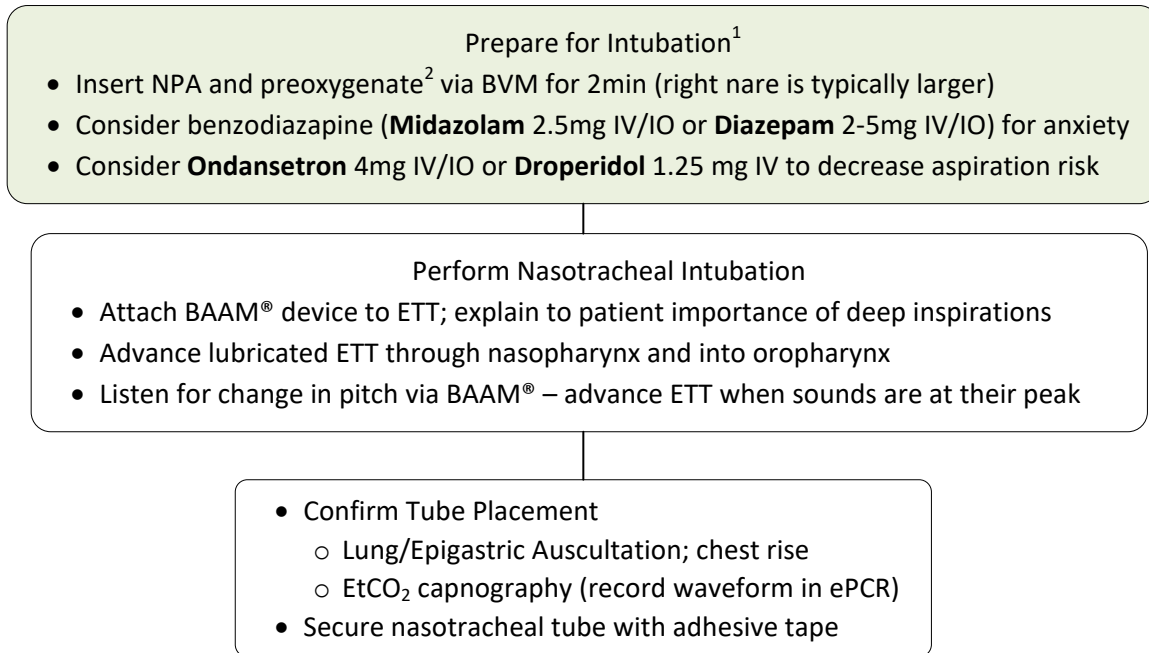 Prepare for Intubation1
• Insert NPA and preoxygenate2 via BVM for 2min (right nare is typically larger)
• Consider benzodiazapine (Midazolam 2.5mg IV/IO or Diazepam 2-5mg IV/IO) for anxiety
• Consider Ondansetron 4mg IV/IO or Droperidol 1.25 mg IV to decrease aspiration risk
Perform Nasotracheal Intubation
• Attach BAAM® device to ETT; explain to patient importance of deep inspirations
• Advance lubricated ETT through nasopharynx and into oropharynx
• Listen for change in pitch via BAAM® – advance ETT when sounds are at their peak
• Confirm Tube Placement
o Lung/Epigastric Auscultation; chest rise
o EtCO2 capnography (record waveform in ePCR)
• Secure nasotracheal tube with adhesive tape